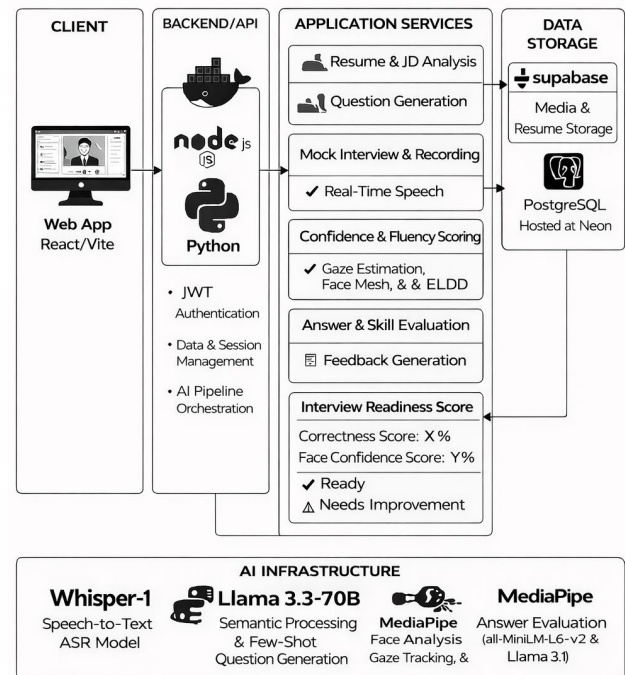 CLIENT
Web App
React/Vite
BACKEND/API
node js
JS
Python
• JWT
Authentication
• Data & Session
Management
• AI Pipeline
Orchestration
APPLICATION SERVICES
Resume & JD Analysis
Question Generation
Mock Interview & Recording
✓ Real-Time Speech
Confidence & Fluency Scoring
✓ Gaze Estimation,
Face Mesh, & & ELDD
Answer & Skill Evaluation
Feedback Generation
Interview Readiness Score
Correctness Score: X %
Face Confidence Score: Y%
✓ Ready
⚠ Needs Improvement
DATA
STORAGE
supabase
Media &
Resume Storage
PostgreSQL
Hosted at Neon
AI INFRASTRUCTURE
Whisper-1
Speech-to-Text
ASR Model
Llama 3.3-70B
Semantic Processing
& Few-Shot
Question Generation
MediaPipe
Face Analysis
Gaze Tracking, &
MediaPipe
Answer Evaluation
(all-MiniLM-L6-v2 &
Llama 3.1)